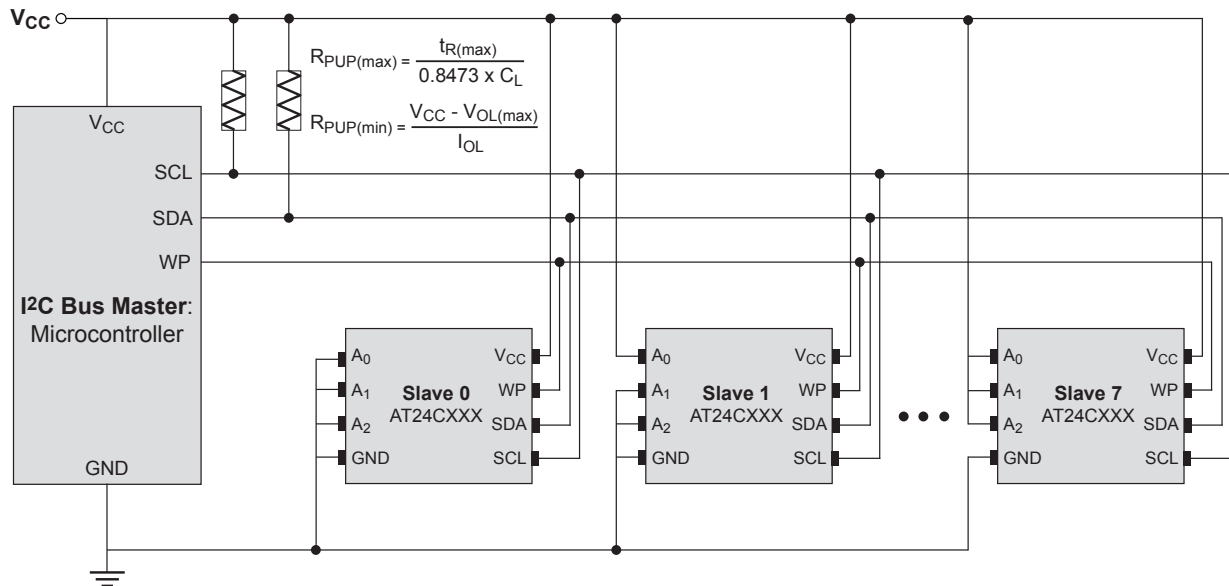 VCC
RPUP(max) = tR(max) / 0.8473 x CL
RPUP(min) = VCC - VOL(max) / IOL
VCC
SCL
SDA
WP
I2C Bus Master:
Microcontroller
GND
A0
A1
A2
GND
Slave 0
AT24CXXX
VCC
WP
SDA
SCL
A0
A1
A2
GND
Slave 1
AT24CXXX
VCC
WP
SDA
SCL
A0
A1
A2
GND
Slave 7
AT24CXXX
VCC
WP
SDA
SCL